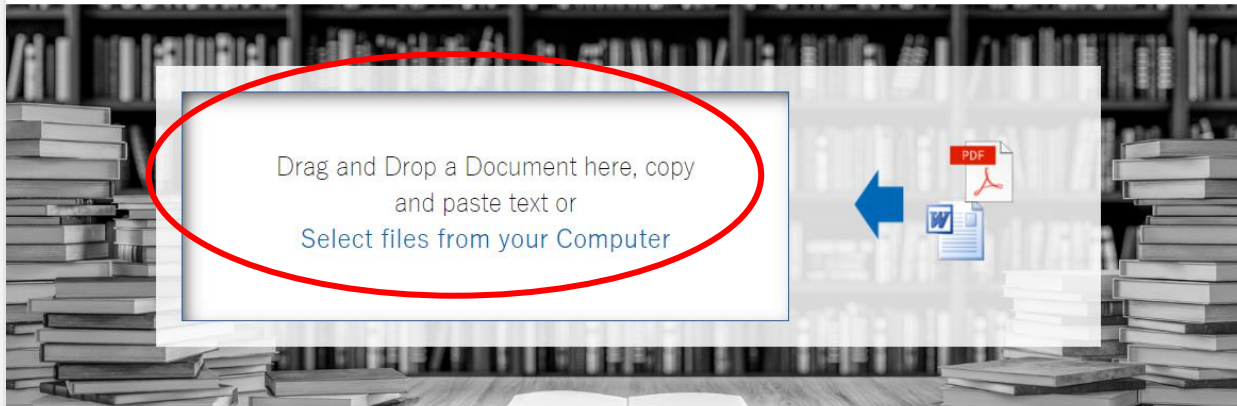 Drag and Drop a Document here, copy
and paste text or
Select files from your Computer
PDF
W